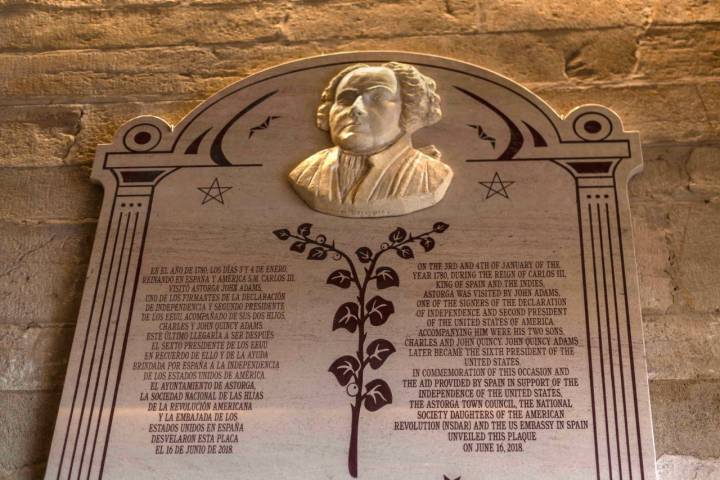 EN EL AÑO DE 1780, LOS DÍAS 3 Y 4 DE ENERO,
REINANDO EN ESPAÑA Y AMÉRICA S.M. CARLOS III,
VISITÓ ASTORGA JOHN ADAMS,
UNO DE LOS FIRMANTES DE LA DECLARACIÓN
DE INDEPENDENCIA Y SEGUNDO PRESIDENTE
DE LOS EEUU, ACOMPAÑADO DE SUS DOS HIJOS,
CHARLES Y JOHN QUINCY ADAMS.
ESTE ÚLTIMO LLEGARÍA A SER DESPUÉS
EL SEXTO PRESIDENTE DE LOS EEUU
EN RECUERDO DE ELLO Y DE LA AYUDA
BRINDADA POR ESPAÑA A LA INDEPENDENCIA
DE LOS ESTADOS UNIDOS DE AMÉRICA
EL AYUNTAMIENTO DE ASTORGA,
LA SOCIEDAD NACIONAL DE LAS HIJAS
DE LA REVOLUCIÓN AMERICANA
Y LA EMBAJADA DE LOS
ESTADOS UNIDOS EN ESPAÑA
DESVELARON ESTA PLACA
EL 16 DE JUNIO DE 2018.
ON THE 3RD AND 4TH OF JANUARY OF THE
YEAR 1780, DURING THE REIGN OF CARLOS III,
KING OF SPAIN AND THE INDIES,
ASTORGA WAS VISITED BY JOHN ADAMS,
ONE OF THE SIGNERS OF THE DECLARATION
OF INDEPENDENCE AND SECOND PRESIDENT
OF THE UNITED STATES OF AMERICA.
ACCOMPANYING HIM WERE HIS TWO SONS,
CHARLES AND JOHN QUINCY. JOHN QUINCY ADAMS
LATER BECAME THE SIXTH PRESIDENT OF THE
UNITED STATES.
IN COMMEMORATION OF THIS OCCASION AND
THE AID PROVIDED BY SPAIN IN SUPPORT OF THE
INDEPENDENCE OF THE UNITED STATES,
THE ASTORGA TOWN COUNCIL, THE NATIONAL
SOCIETY DAUGHTERS OF THE AMERICAN
REVOLUTION (NSDAR) AND THE US EMBASSY IN SPAIN
UNVEILED THIS PLAQUE
ON JUNE 16, 2018.